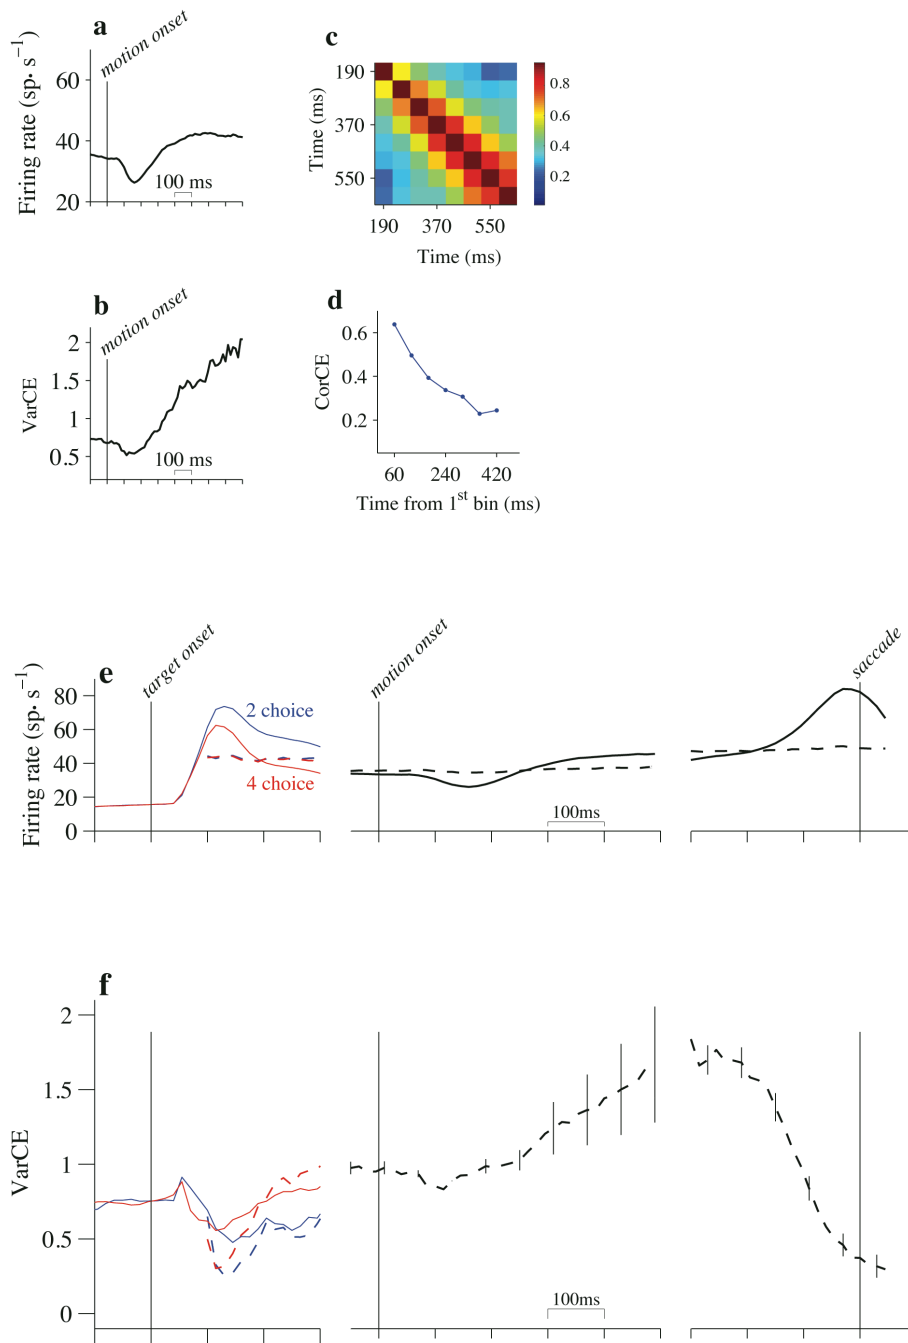 a
motion onset
Firing rate (sp· s⁻¹)
60
40
20
100 ms
c
Time (ms)
190
370
550
190
370
550
Time (ms)
0.8
0.6
0.4
0.2
b
motion onset
VarCE
2
1.5
1
0.5
100 ms
d
CorCE
0.6
0.4
0.2
60
240
420
Time from 1st bin (ms)
e
target onset
motion onset
saccade
Firing rate (sp· s⁻¹)
80
60
40
20
0
2 choice
4 choice
100ms
f
VarCE
2
1.5
1
0.5
0
100ms